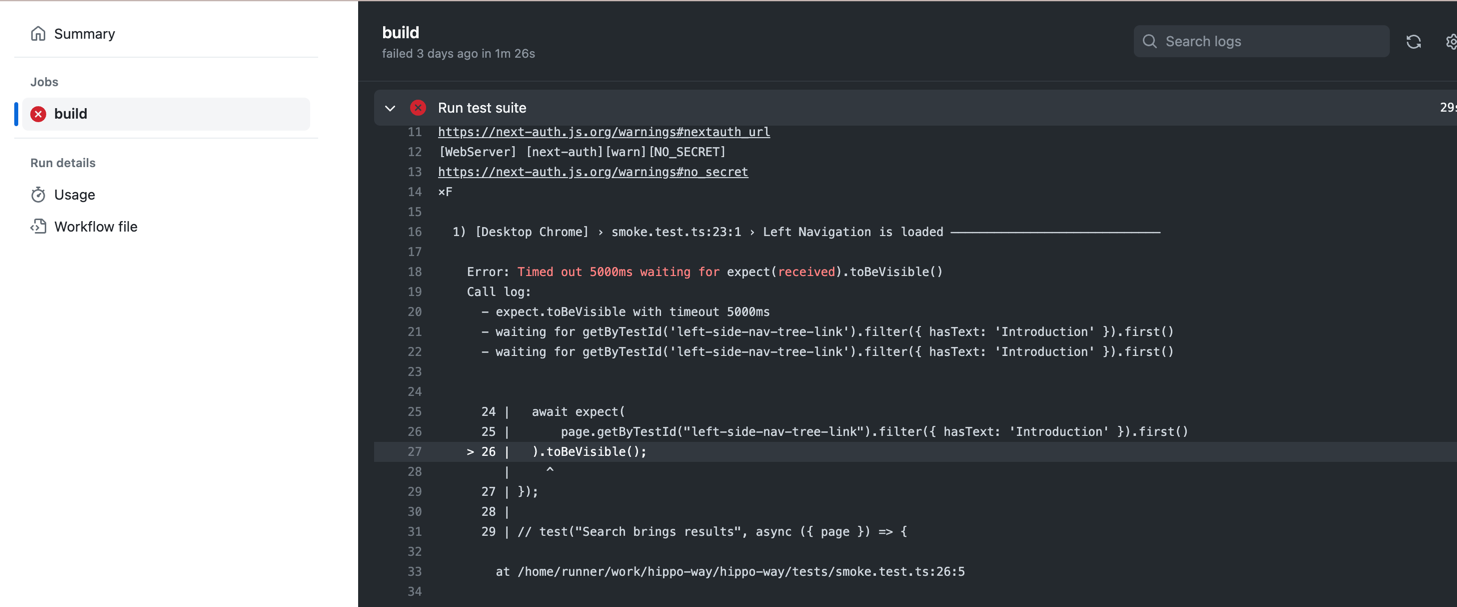 Summary
Jobs
build
Run details
Usage
Workflow file
build
failed 3 days ago in 1m 26s
Search logs
Run test suite
29s
11 https://next-auth.js.org/warnings#nextauth_url
12 [WebServer] [next-auth][warn][NO_SECRET]
13 https://next-auth.js.org/warnings#no_secret
14 ×F
15
16 1) [Desktop Chrome] › smoke.test.ts:23:1 › Left Navigation is loaded ─────────────────────────────
17
18 Error: Timed out 5000ms waiting for expect(received).toBeVisible()
19 Call log:
20 - expect.toBeVisible with timeout 5000ms
21 - waiting for getByTestId('left-side-nav-tree-link').filter({ hasText: 'Introduction' }).first()
22 - waiting for getByTestId('left-side-nav-tree-link').filter({ hasText: 'Introduction' }).first()
23
24
25 24 | await expect(
26 25 | page.getByTestId("left-side-nav-tree-link").filter({ hasText: 'Introduction' }).first()
27 > 26 | ).toBeVisible();
28 | ^
29 27 | });
30 28 |
31 29 | // test("Search brings results", async ({ page }) => {
32
33 at /home/runner/work/hippo-way/hippo-way/tests/smoke.test.ts:26:5
34